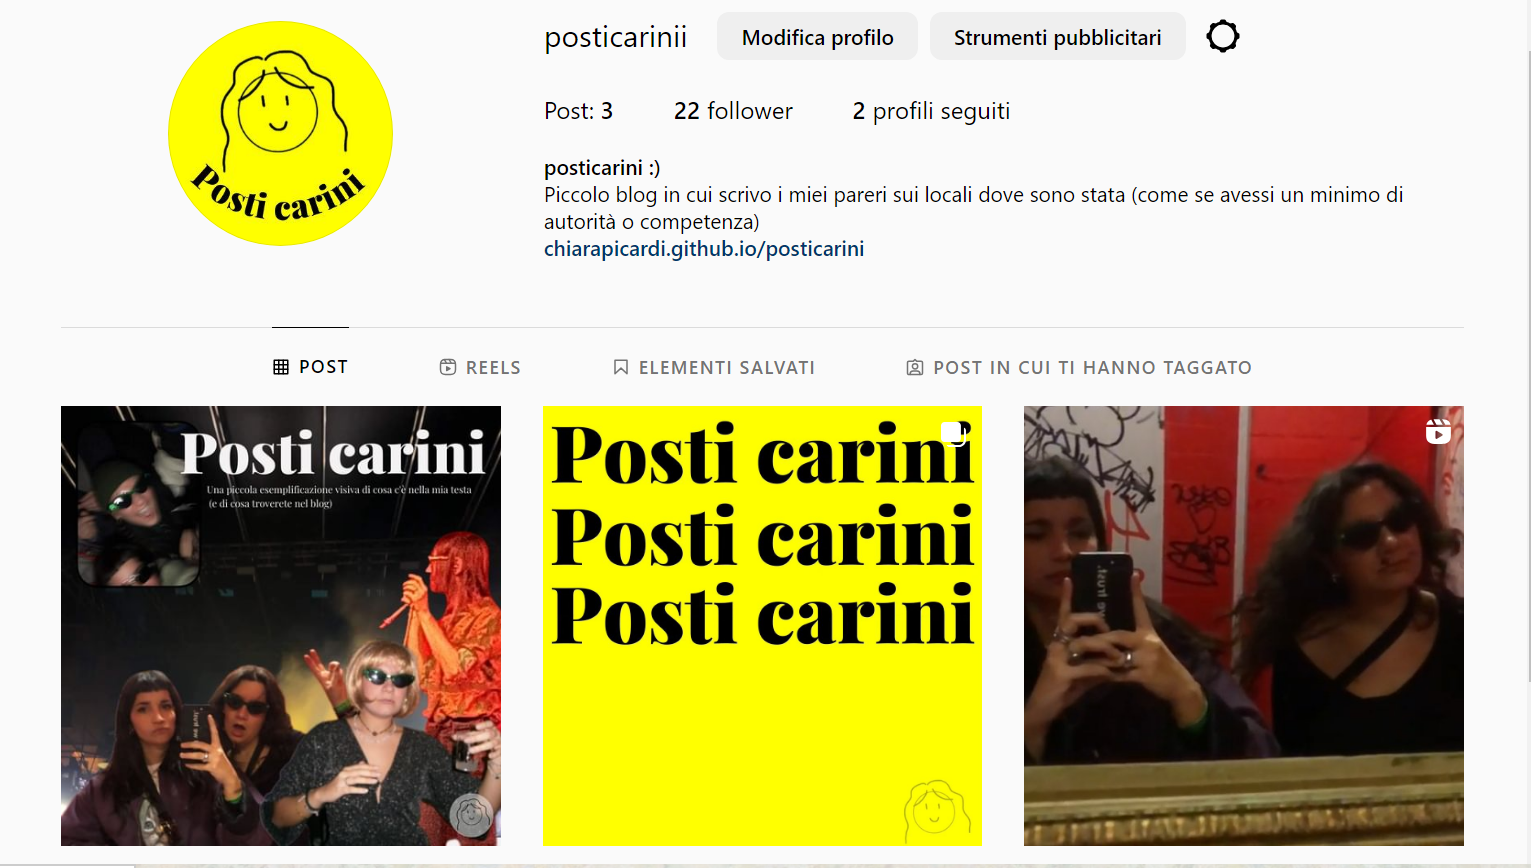 posticarinii
Modifica profilo
Strumenti pubblicitari
Post: 3
22 follower
2 profili seguiti
Posti carini
posticarini :)
Piccolo blog in cui scrivo i miei pareri sui locali dove sono stata (come se avessi un minimo di
autorità o competenza)
chiarapicardi.github.io/posticarini
POST
REELS
ELEMENTI SALVATI
POST IN CUI TI HANNO TAGGATO
Posti carini
Una piccola esemplificazione visiva di cosa c'è nella mia testa
(e di cosa troverete nel blog)
Posti carini
Posti carini
Posti carini